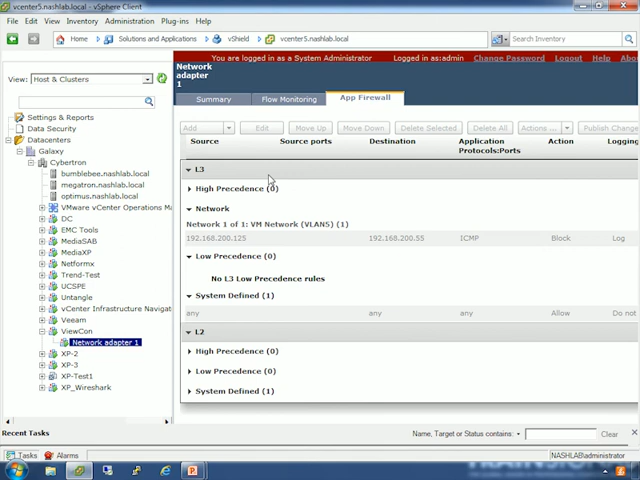 vcenter5.nashlab.local - vSphere Client
File Edit View Inventory Administration Plug-ins Help
Home Solutions and Applications vShield vcenter5.nashlab.local Search Inventory
You are logged in as a System Administrator Logged in as:admin Change Password Logout Help Abou
View: Host & Clusters
Settings & Reports
Data Security
Datacenters
Galaxy
Cybertron
bumblebee.nashlab.local
megatron.nashlab.local
optimus.nashlab.local
VMware vCenter Operations M
DC
EMC Tools
MediaSAB
MediaXP
Netformx
Trend-Test
UCSPE
Untangle
vCenter Infrastructure Navigat
Veeam
ViewCon
Network adapter 1
XP-2
XP-3
XP-Test1
XP_Wireshark
Network
adapter
1
Summary Flow Monitoring App Firewall
Add Edit Move Up Move Down Delete Selected Delete All Actions ... Publish Change
Source Source ports Destination Application Protocols:Ports Action Logging
L3
High Precedence (0)
Network
Network 1 of 1: VM Network (VLAN5) (1)
192.168.200.125 192.168.200.55 ICMP Block Log
Low Precedence (0)
No L3 Low Precedence rules
System Defined (1)
any any any Allow Do not
L2
High Precedence (0)
Low Precedence (0)
System Defined (1)
Recent Tasks Name, Target or Status contains: Clear
Tasks Alarms NASHLAB\administrator